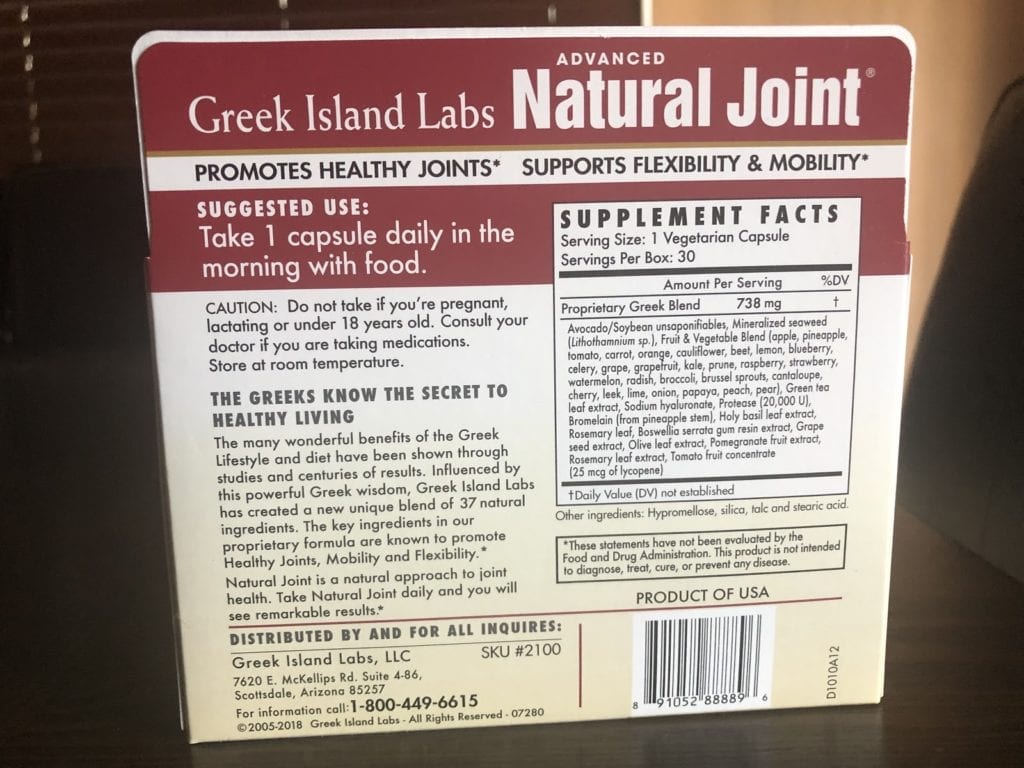 ADVANCED
Greek Island Labs Natural Joint®
PROMOTES HEALTHY JOINTS* SUPPORTS FLEXIBILITY & MOBILITY*
SUGGESTED USE:
Take 1 capsule daily in the
morning with food.
CAUTION: Do not take if you're pregnant,
lactating or under 18 years old. Consult your
doctor if you are taking medications.
Store at room temperature.
THE GREEKS KNOW THE SECRET TO
HEALTHY LIVING
The many wonderful benefits of the Greek
Lifestyle and diet have been shown through
studies and centuries of results. Influenced by
this powerful Greek wisdom, Greek Island Labs
has created a new unique blend of 37 natural
ingredients. The key ingredients in our
proprietary formula are known to promote
Healthy Joints, Mobility and Flexibility.*
Natural Joint is a natural approach to joint
health. Take Natural Joint daily and you will
see remarkable results.*
DISTRIBUTED BY AND FOR ALL INQUIRES:
Greek Island Labs, LLC SKU #2100
7620 E. McKellips Rd. Suite 4-86,
Scottsdale, Arizona 85257
For information call:1-800-449-6615
©2005-2018 Greek Island Labs - All Rights Reserved - 07280
SUPPLEMENT FACTS
Serving Size: 1 Vegetarian Capsule
Servings Per Box: 30
Amount Per Serving %DV
Proprietary Greek Blend 738 mg †
Avocado/Soybean unsaponifiables, Mineralized seaweed
(Lithothamnium sp.), Fruit & Vegetable Blend (apple, pineapple,
tomato, carrot, orange, cauliflower, beet, lemon, blueberry,
celery, grape, grapefruit, kale, prune, raspberry, strawberry,
watermelon, radish, broccoli, brussel sprouts, cantaloupe,
cherry, leek, lime, onion, papaya, peach, pear), Green tea
leaf extract, Sodium hyaluronate, Protease (20,000 U),
Bromelain (from pineapple stem), Holy basil leaf extract,
Rosemary leaf, Boswellia serrata gum resin extract, Grape
seed extract, Olive leaf extract, Pomegranate fruit extract,
Rosemary leaf extract, Tomato fruit concentrate
(25 mcg of lycopene)
†Daily Value (DV) not established
Other ingredients: Hypromellose, silica, talc and stearic acid.
*These statements have not been evaluated by the
Food and Drug Administration. This product is not intended
to diagnose, treat, cure, or prevent any disease.
PRODUCT OF USA
8 91052 88889 6
D1010A12